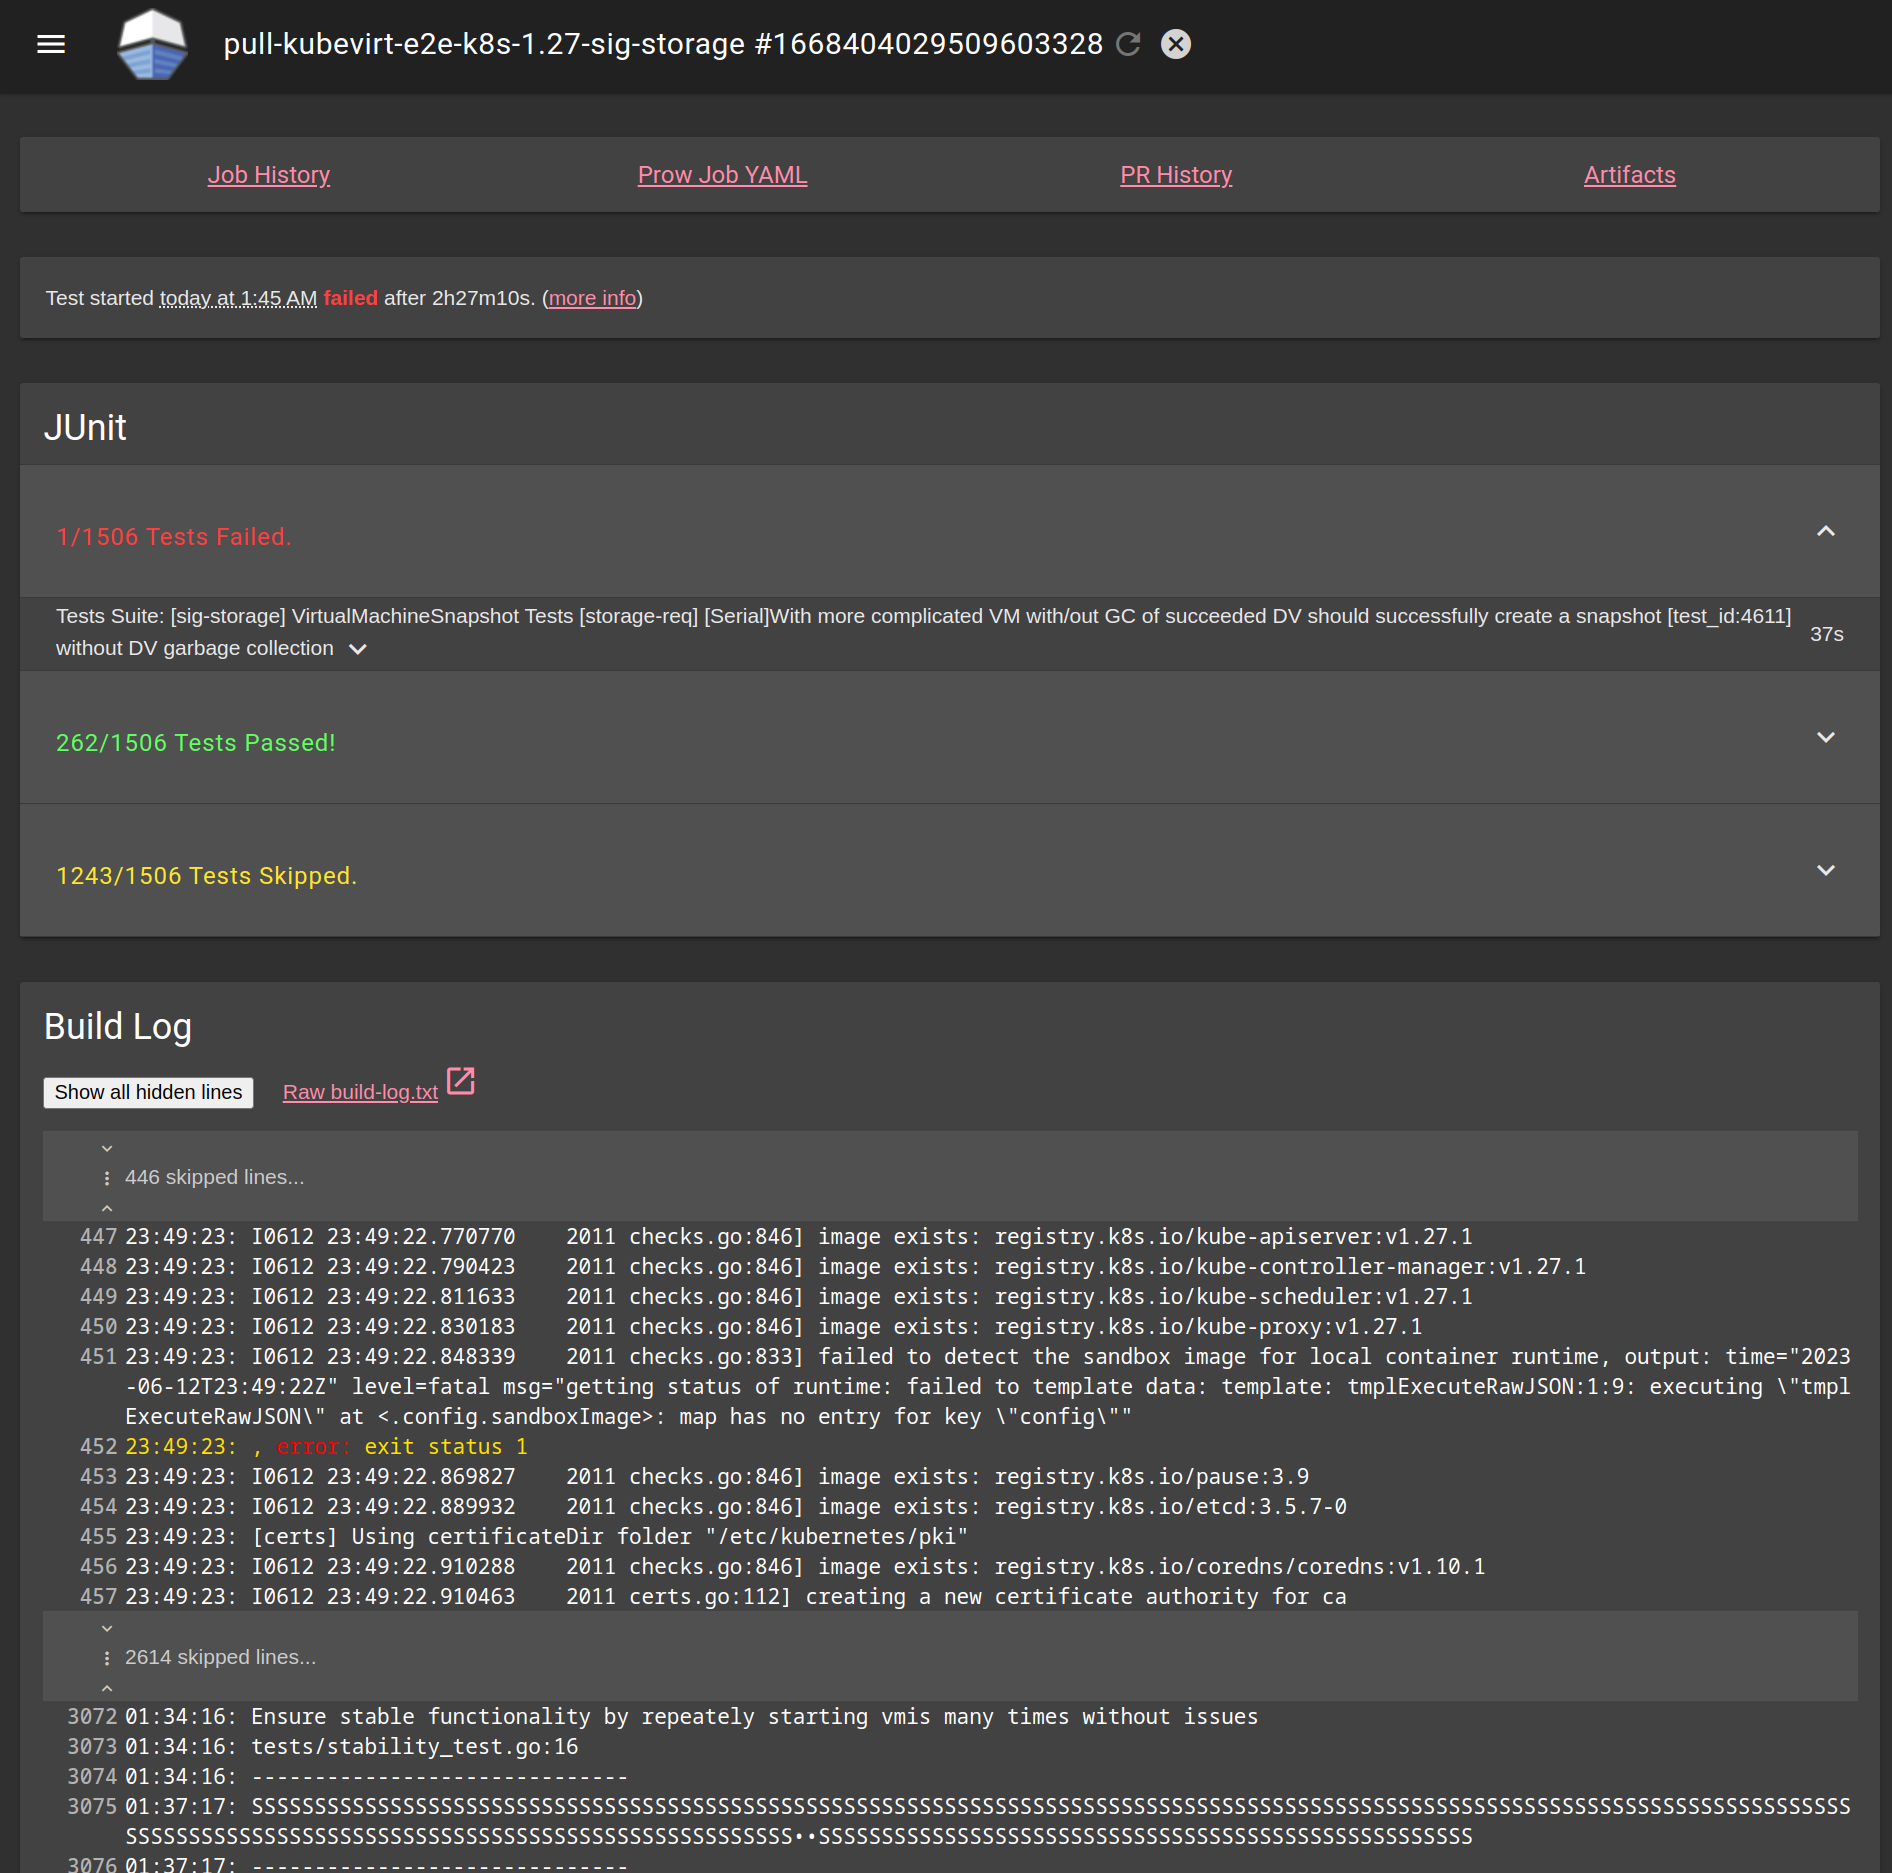 pull-kubevirt-e2e-k8s-1.27-sig-storage #1668404029509603328
Job History
Prow Job YAML
PR History
Artifacts
Test started today at 1:45 AM failed after 2h27m10s. (more info)
JUnit
1/1506 Tests Failed.
Tests Suite: [sig-storage] VirtualMachineSnapshot Tests [storage-req] [Serial]With more complicated VM with/out GC of succeeded DV should successfully create a snapshot [test_id:4611]
without DV garbage collection
37s
262/1506 Tests Passed!
1243/1506 Tests Skipped.
Build Log
Show all hidden lines
Raw build-log.txt
446 skipped lines...
447 23:49:23: I0612 23:49:22.770770    2011 checks.go:846] image exists: registry.k8s.io/kube-apiserver:v1.27.1
448 23:49:23: I0612 23:49:22.790423    2011 checks.go:846] image exists: registry.k8s.io/kube-controller-manager:v1.27.1
449 23:49:23: I0612 23:49:22.811633    2011 checks.go:846] image exists: registry.k8s.io/kube-scheduler:v1.27.1
450 23:49:23: I0612 23:49:22.830183    2011 checks.go:846] image exists: registry.k8s.io/kube-proxy:v1.27.1
451 23:49:23: I0612 23:49:22.848339    2011 checks.go:833] failed to detect the sandbox image for local container runtime, output: time="2023
-06-12T23:49:22Z" level=fatal msg="getting status of runtime: failed to template data: template: tmplExecuteRawJSON:1:9: executing \"tmpl
ExecuteRawJSON\" at <.config.sandboxImage>: map has no entry for key \"config\""
452 23:49:23: , error: exit status 1
453 23:49:23: I0612 23:49:22.869827    2011 checks.go:846] image exists: registry.k8s.io/pause:3.9
454 23:49:23: I0612 23:49:22.889932    2011 checks.go:846] image exists: registry.k8s.io/etcd:3.5.7-0
455 23:49:23: [certs] Using certificateDir folder "/etc/kubernetes/pki"
456 23:49:23: I0612 23:49:22.910288    2011 checks.go:846] image exists: registry.k8s.io/coredns/coredns:v1.10.1
457 23:49:23: I0612 23:49:22.910463    2011 certs.go:112] creating a new certificate authority for ca
2614 skipped lines...
3072 01:34:16: Ensure stable functionality by repeately starting vmis many times without issues
3073 01:34:16: tests/stability_test.go:16
3074 01:34:16: ------------------------------
3075 01:37:17: SSSSSSSSSSSSSSSSSSSSSSSSSSSSSSSSSSSSSSSSSSSSSSSSSSSSSSSSSSSSSSSSSSSSSSSSSSSSSSSSSSSSSSSSSSSSSSSSSSSSSSSSSSSSSSSSSSSSSSSSSSSSSSS
SSSSSSSSSSSSSSSSSSSSSSSSSSSSSSSSSSSSSSSSSSSSSSSSSSSSS••SSSSSSSSSSSSSSSSSSSSSSSSSSSSSSSSSSSSSSSSSSSSSSSSSSSS
3076 01:37:17: ------------------------------